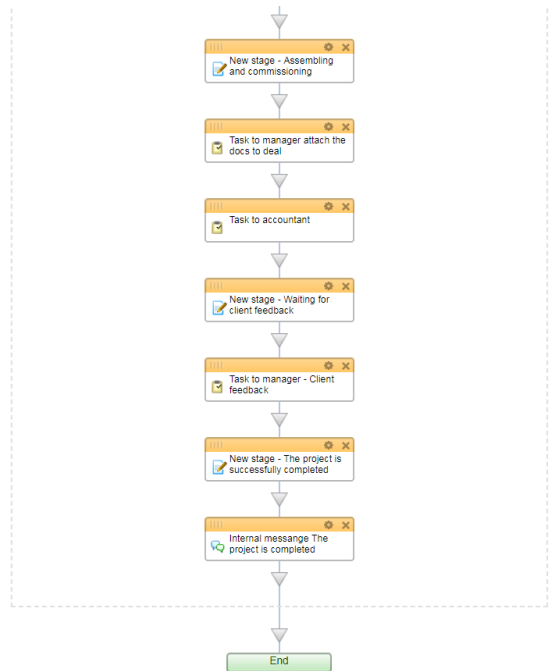 New stage - Assembling
and commissioning
Task to manager attach the
docs to deal
Task to accountant
New stage - Waiting for
client feedback
Task to manager - Client
feedback
New stage - The project is
successfully completed
Internal messange The
project is completed
End